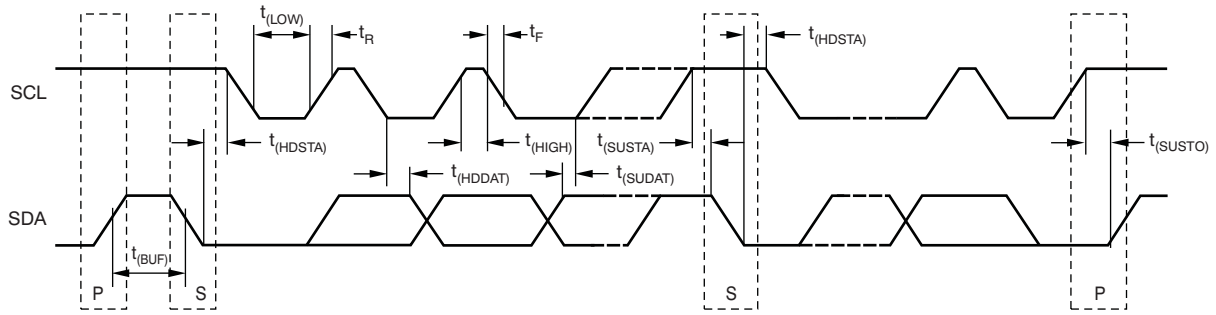 t(LOW)
tR
tF
t(HDSTA)
SCL
t(HDSTA)
t(HIGH)
t(SUSTA)
t(SUSTO)
t(HDDAT)
t(SUDAT)
SDA
t(BUF)
P
S
S
P